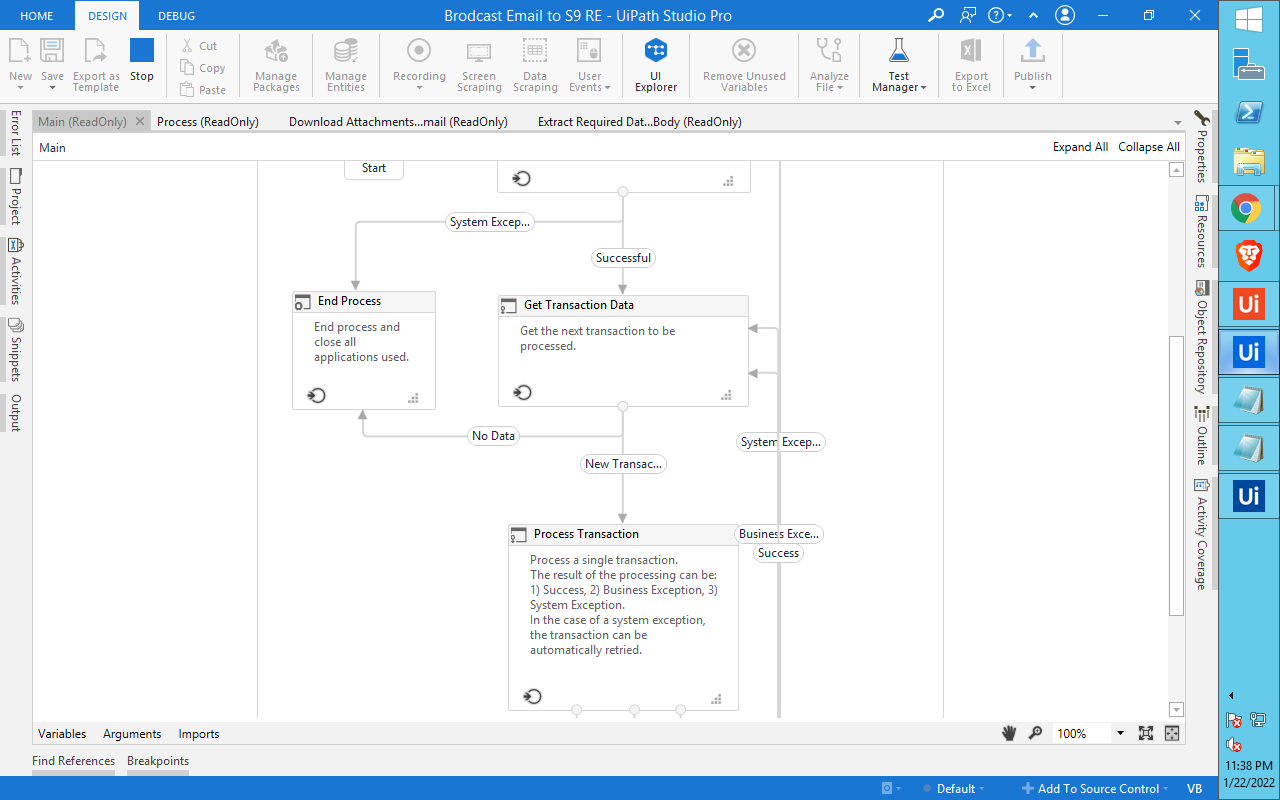 HOME
DESIGN
DEBUG
Brodcast Email to S9 RE - UiPath Studio Pro
New
Save
Export as
Template
Stop
Cut
Copy
Paste
Manage
Packages
Manage
Entities
Recording
Screen
Scraping
Data
Scraping
User
Events
UI
Explorer
Remove Unused
Variables
Analyze
File
Test
Manager
Export
to Excel
Publish
Main (ReadOnly)
Process (ReadOnly)
Download Attachments...mail (ReadOnly)
Extract Required Dat...Body (ReadOnly)
Main
Expand All
Collapse All
Error List
Project
Activities
Snippets
Output
Start
System Excep...
Successful
End Process
End process and
close all
applications used.
Get Transaction Data
Get the next transaction to be
processed.
No Data
System Excep...
New Transac...
Process Transaction
Business Exce...
Success
Process a single transaction.
The result of the processing can be:
1) Success, 2) Business Exception, 3)
System Exception.
In the case of a system exception,
the transaction can be
automatically retried.
Properties
Resources
Object Repository
Outline
Activity Coverage
Ui
Ui
Ui
Variables
Arguments
Imports
100%
Find References
Breakpoints
Default
Add To Source Control
VB
11:38 PM
1/22/2022